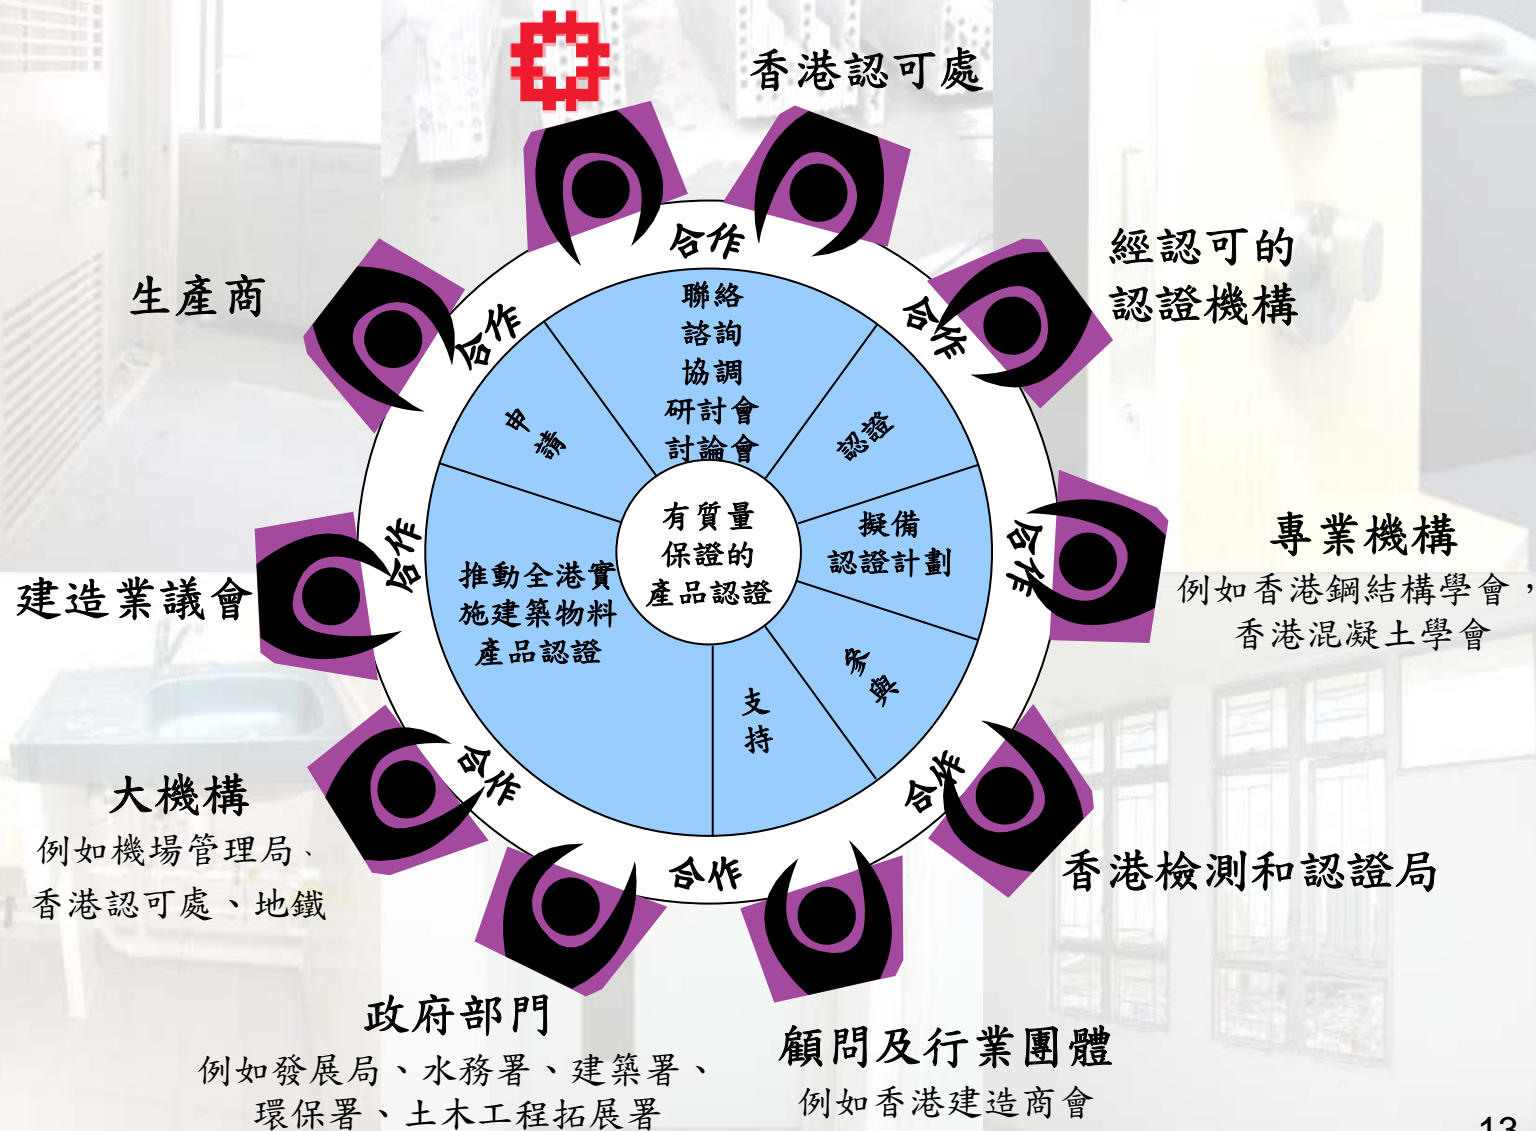 香港認可處
經認可的
認證機構
專業機構
例如香港鋼結構學會，
香港混凝土學會
香港檢測和認證局
顧問及行業團體
例如香港建造商會
政府部門
例如發展局、水務署、建築署、
環保署、土木工程拓展署
大機構
例如機場管理局、
香港認可處、地鐵
建造業議會
生產商
合作
合作
合作
合作
合作
合作
合作
合作
聯絡
諮詢
協調
研討會
討論會
認證
擬備
認證計劃
參與
支持
推動全港實
施建築物料
產品認證
申請
有質量
保證的
產品認證
13